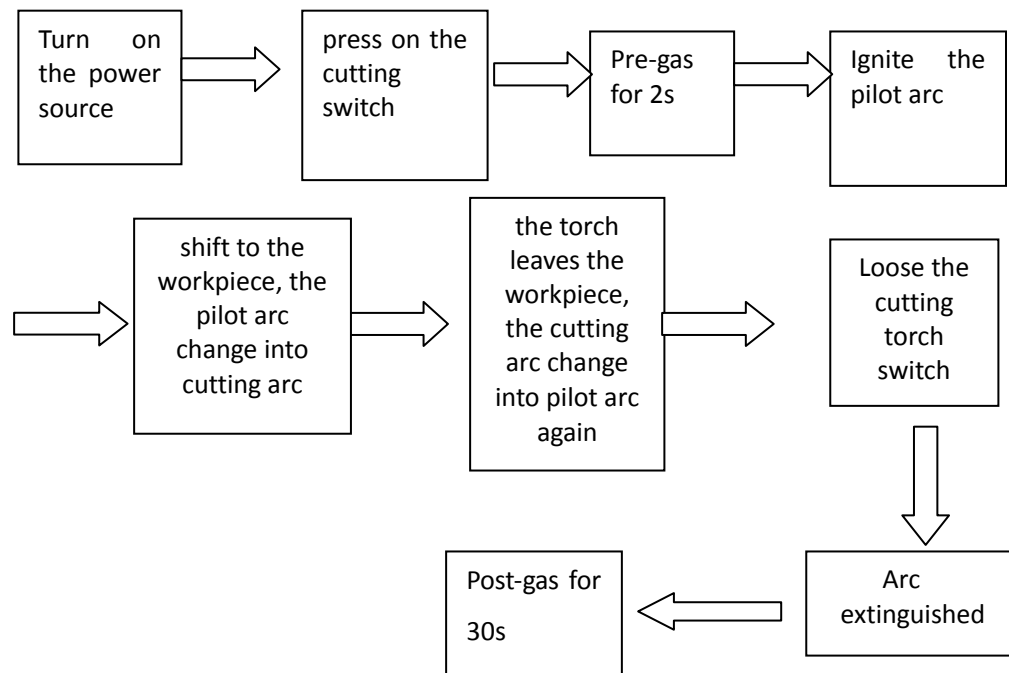 Turn on
the power
source
press on the
cutting
switch
Pre-gas
for 2s
Ignite the
pilot arc
shift to the
workpiece, the
pilot arc
change into
cutting arc
the torch
leaves the
workpiece,
the cutting
arc change
into pilot arc
again
Loose the
cutting
torch
switch
Arc
extinguished
Post-gas for
30s